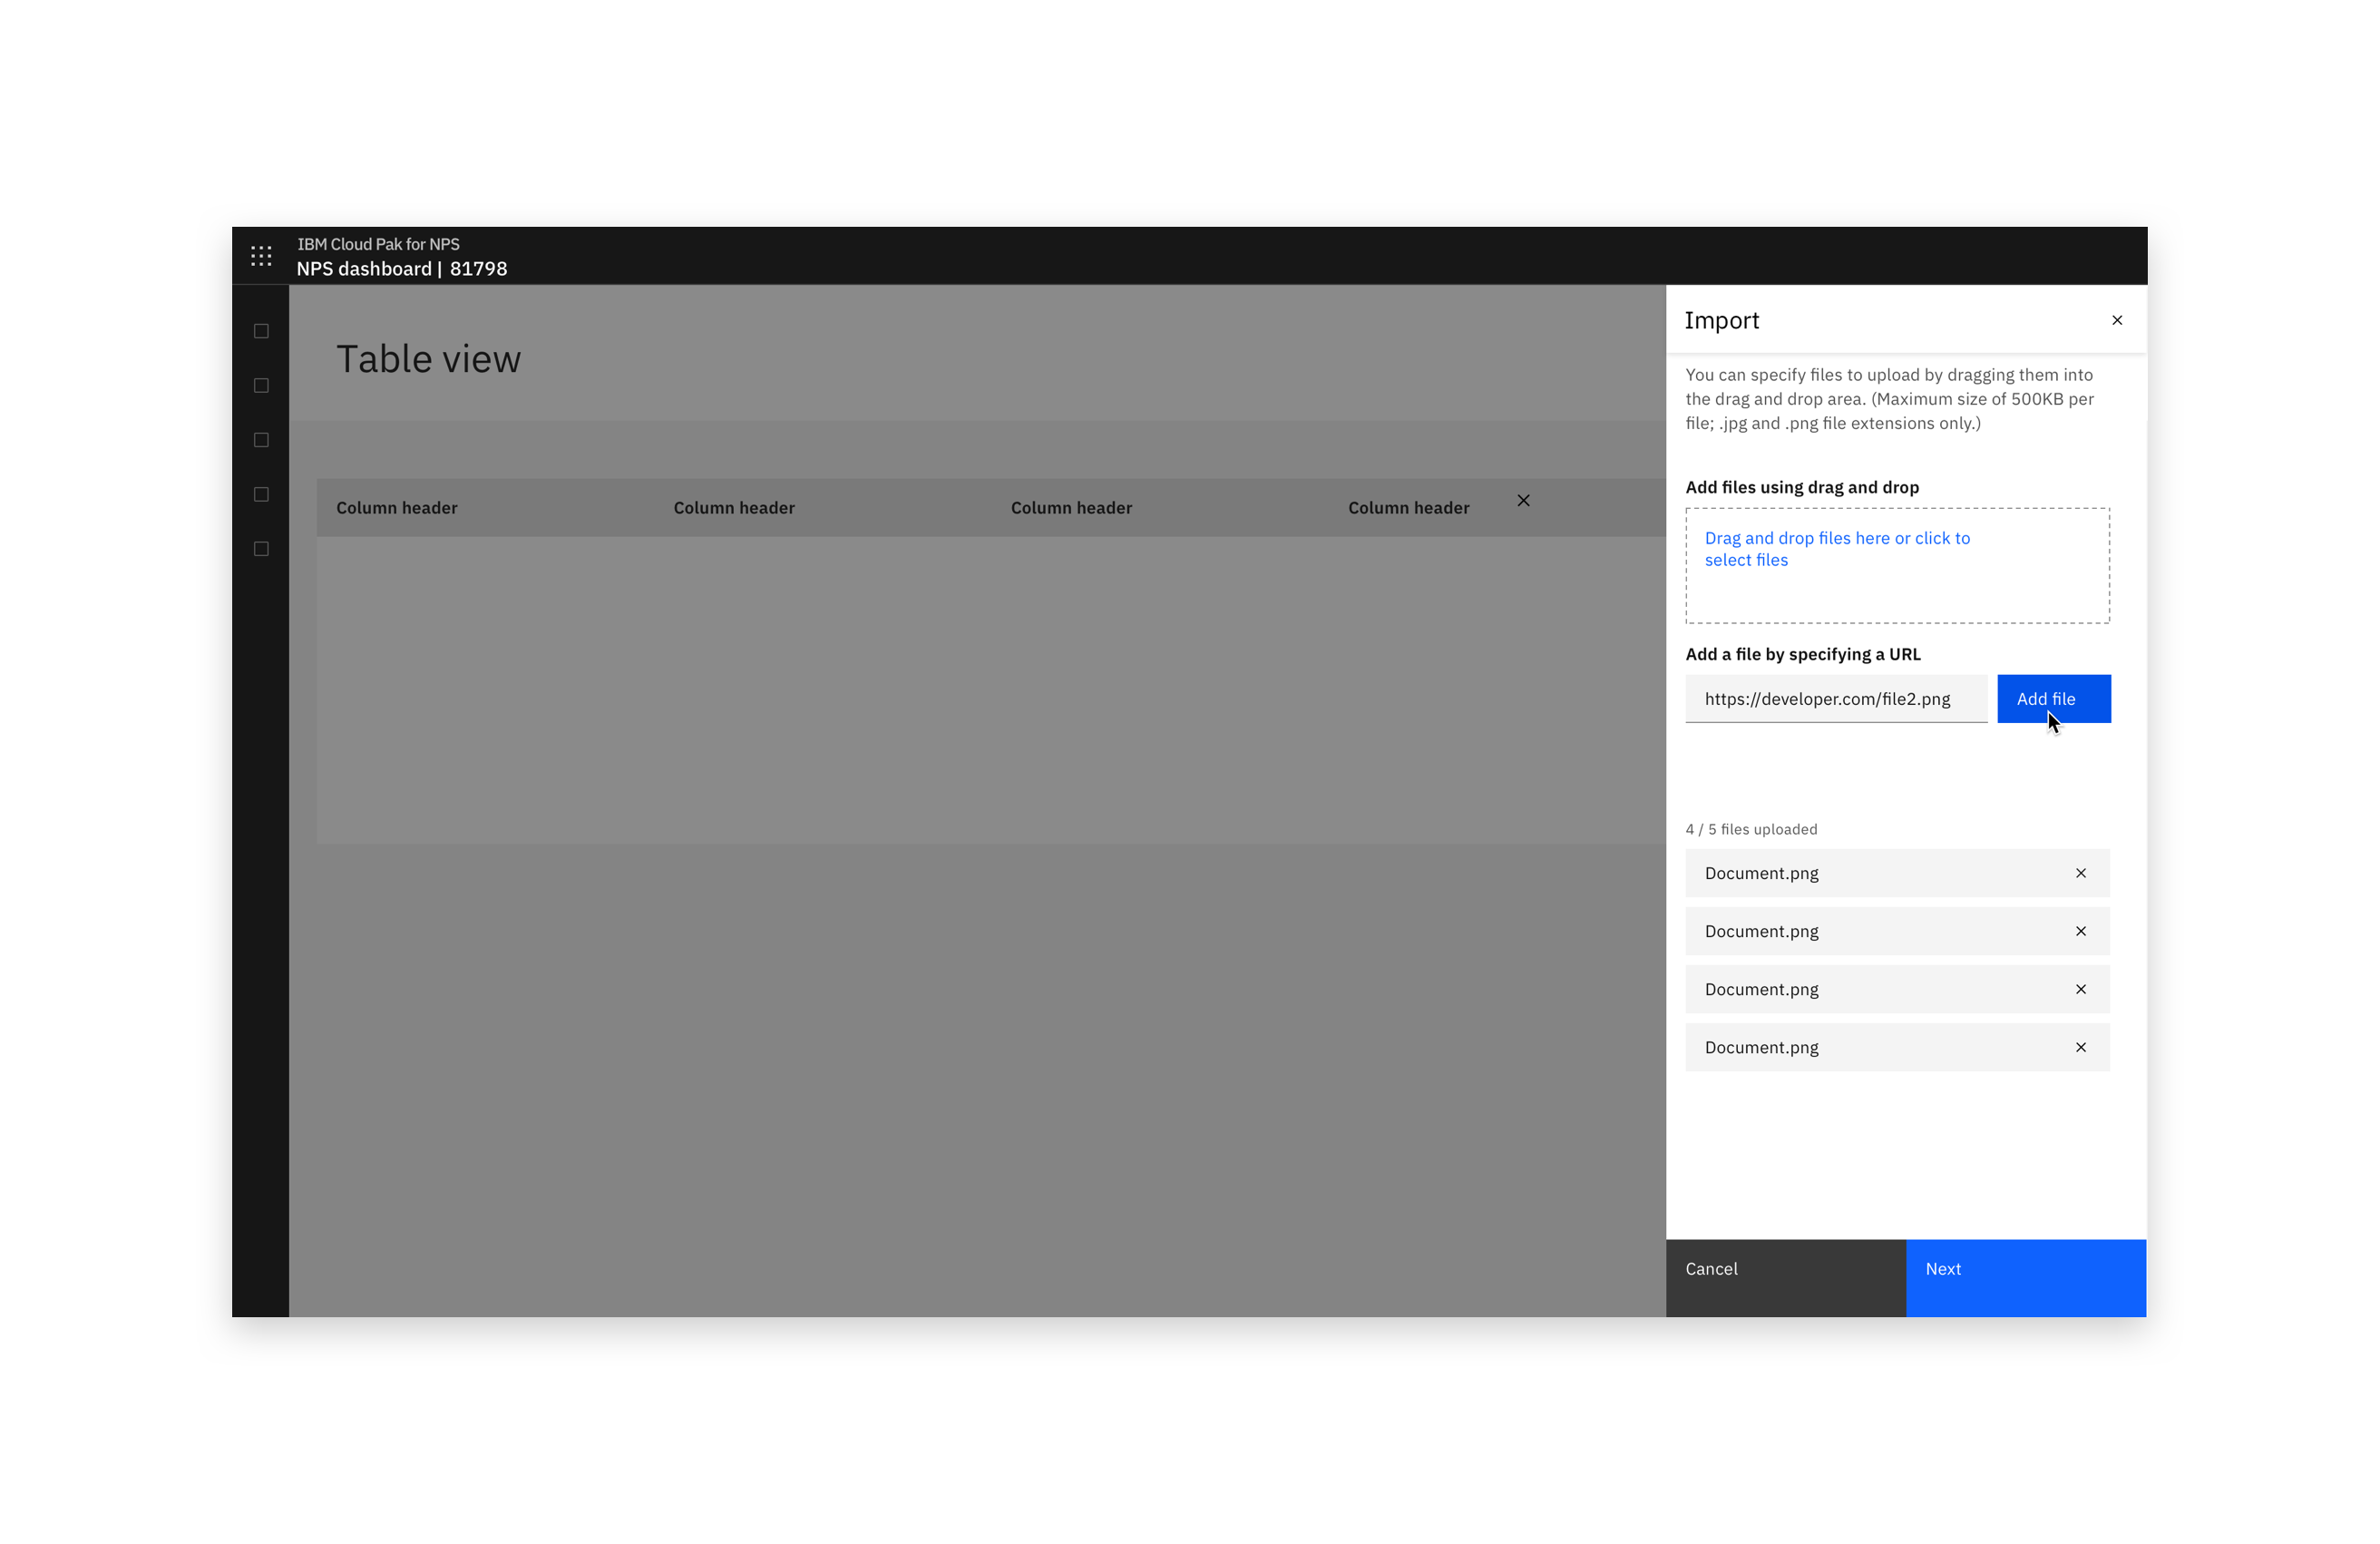 IBM Cloud Pak for NPS
NPS dashboard | 81798
Table view
Column header
Column header
Column header
Column header
Import
You can specify files to upload by dragging them into
the drag and drop area. (Maximum size of 500KB per
file; .jpg and .png file extensions only.)
Add files using drag and drop
Drag and drop files here or click to
select files
Add a file by specifying a URL
https://developer.com/file2.png
Add file
4 / 5 files uploaded
Document.png
Document.png
Document.png
Document.png
Cancel
Next